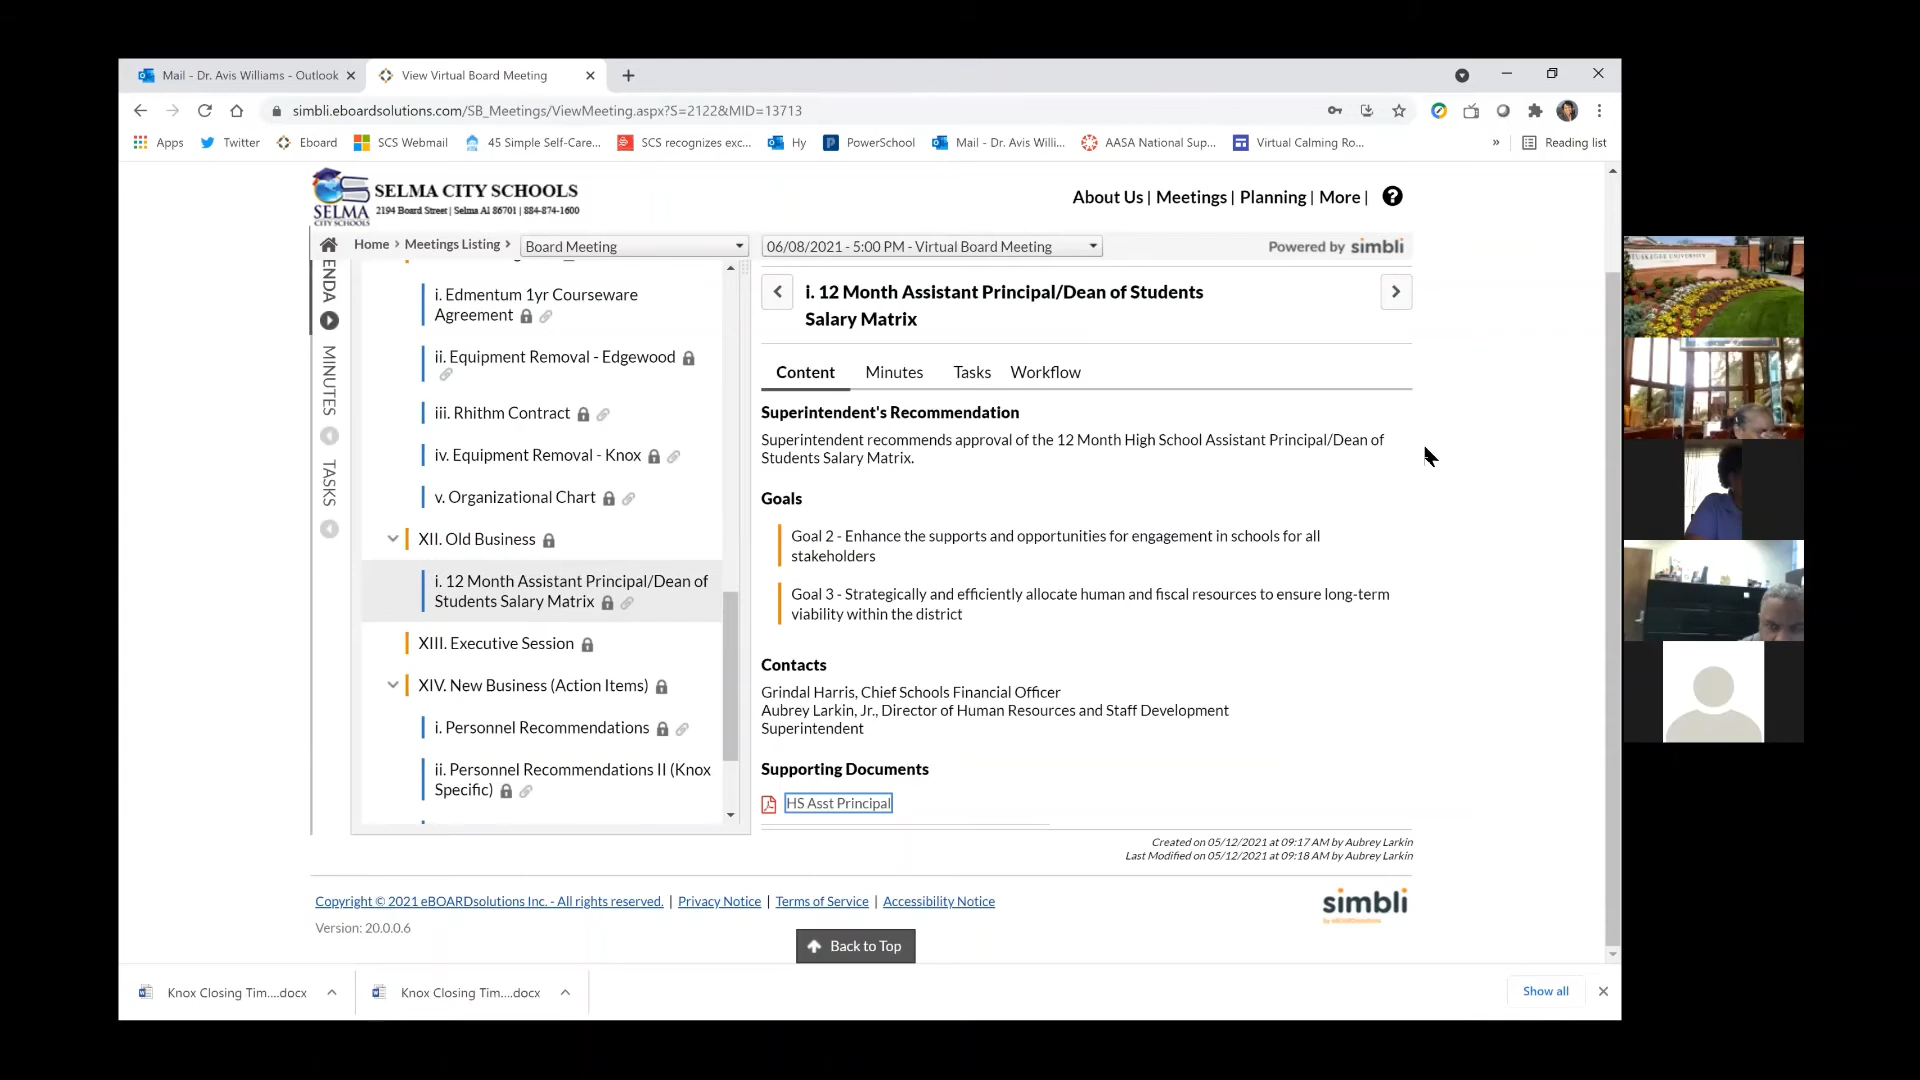 Mail - Dr. Avis Williams - Outlook
View Virtual Board Meeting
simbli.eboardsolutions.com/SB_Meetings/ViewMeeting.aspx?S=2122&MID=13713
Apps
Twitter
Eboard
SCS Webmail
45 Simple Self-Care...
SCS recognizes exc...
Hy
PowerSchool
Mail - Dr. Avis Willi...
AASA National Sup...
Virtual Calming Ro...
»
Reading list
SELMA CITY SCHOOLS
2194 Board Street | Selma Al 86701 | 884-874-1600
SELMA
CITY SCHOOLS
About Us | Meetings | Planning | More |
Home > Meetings Listing >
Board Meeting
06/08/2021 - 5:00 PM - Virtual Board Meeting
Powered by simbli
ENDA
MINUTES
TASKS
i. Edmentum 1yr Courseware
Agreement
ii. Equipment Removal - Edgewood
iii. Rhithm Contract
iv. Equipment Removal - Knox
v. Organizational Chart
XII. Old Business
i. 12 Month Assistant Principal/Dean of
Students Salary Matrix
XIII. Executive Session
XIV. New Business (Action Items)
i. Personnel Recommendations
ii. Personnel Recommendations II (Knox
Specific)
i. 12 Month Assistant Principal/Dean of Students
Salary Matrix
Content
Minutes
Tasks
Workflow
Superintendent's Recommendation
Superintendent recommends approval of the 12 Month High School Assistant Principal/Dean of
Students Salary Matrix.
Goals
Goal 2 - Enhance the supports and opportunities for engagement in schools for all
stakeholders
Goal 3 - Strategically and efficiently allocate human and fiscal resources to ensure long-term
viability within the district
Contacts
Grindal Harris, Chief Schools Financial Officer
Aubrey Larkin, Jr., Director of Human Resources and Staff Development
Superintendent
Supporting Documents
HS Asst Principal
Created on 05/12/2021 at 09:17 AM by Aubrey Larkin
Last Modified on 05/12/2021 at 09:18 AM by Aubrey Larkin
Copyright © 2021 eBOARDsolutions Inc. - All rights reserved. | Privacy Notice | Terms of Service | Accessibility Notice
Version: 20.0.0.6
simbli
Back to Top
Knox Closing Tim....docx
Knox Closing Tim....docx
Show all